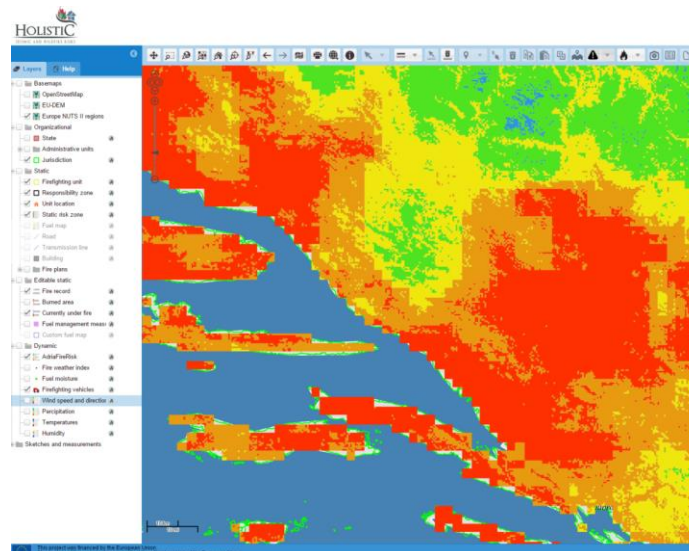 HOLISTIC
Layers
Help
Basemaps
OpenStreetMap
EU-DEM
Europe NUTS II regions
Organizational
State
Administrative units
Jurisdiction
Static
Firefighting unit
Responsibility zone
Unit location
Static risk zone
Fuel map
Road
Transmission line
Building
Fire plans
Editable static
Fire record
Burned area
Currently under fire
Fuel management measu
Custom fuel map
Dynamic
AdriaFireRisk
Fire weather index
Fuel moisture
Firefighting vehicles
Wind speed and direction
Percipitation
Temperatures
Humidity
Sketches and measurements
This project was financed by the European Union.